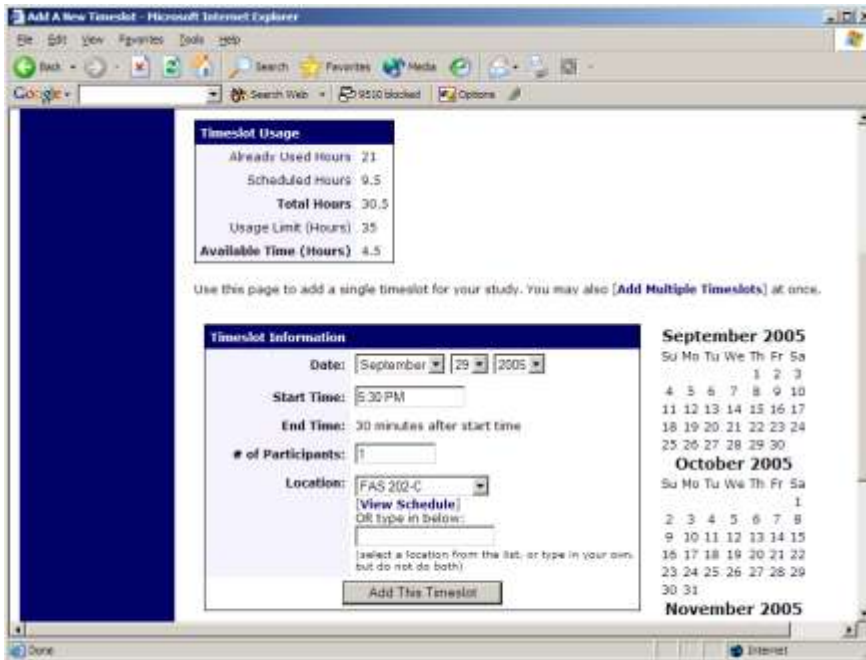 Add A New Timeslot - Microsoft Internet Explorer
File Edit View Favorites Tools Help
Back Search Favorites Media
Google Search Web 9510 blocked Options
Timeslot Usage
Already Used Hours 21
Scheduled Hours 9.5
Total Hours 30.5
Usage Limit (Hours) 35
Available Time (Hours) 4.5
Use this page to add a single timeslot for your study. You may also [Add Multiple Timeslots] at once.
Timeslot Information
Date: September 29 2005
Start Time: 5:30 PM
End Time: 30 minutes after start time
# of Participants: 1
Location: FAS 202-C
[View Schedule]
OR type in below:
(select a location from the list, or type in your own,
but do not do both)
Add This Timeslot
September 2005
Su Mo Tu We Th Fr Sa
1 2 3
4 5 6 7 8 9 10
11 12 13 14 15 16 17
18 19 20 21 22 23 24
25 26 27 28 29 30
October 2005
Su Mo Tu We Th Fr Sa
1
2 3 4 5 6 7 8
9 10 11 12 13 14 15
16 17 18 19 20 21 22
23 24 25 26 27 28 29
30 31
November 2005
Done Internet